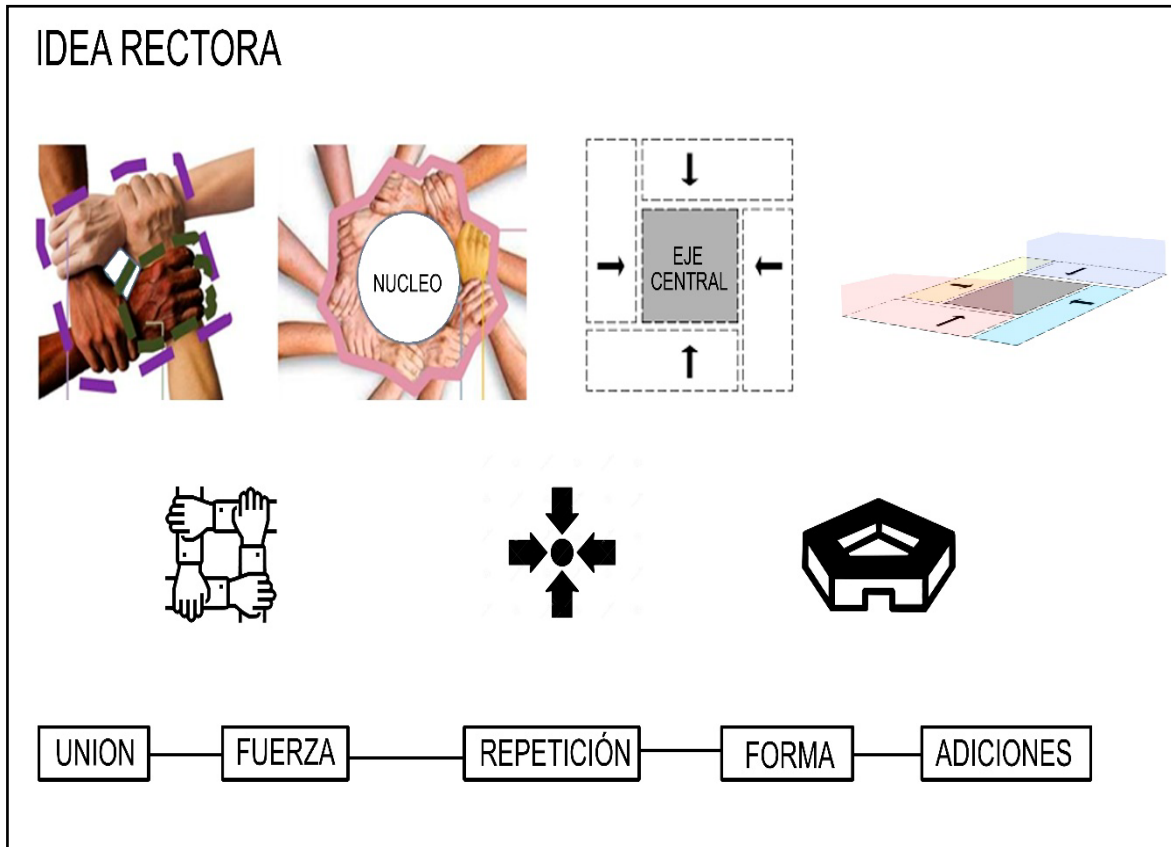 IDEA RECTORA
NUCLEO
EJE
CENTRAL
UNION
FUERZA
REPETICIÓN
FORMA
ADICIONES